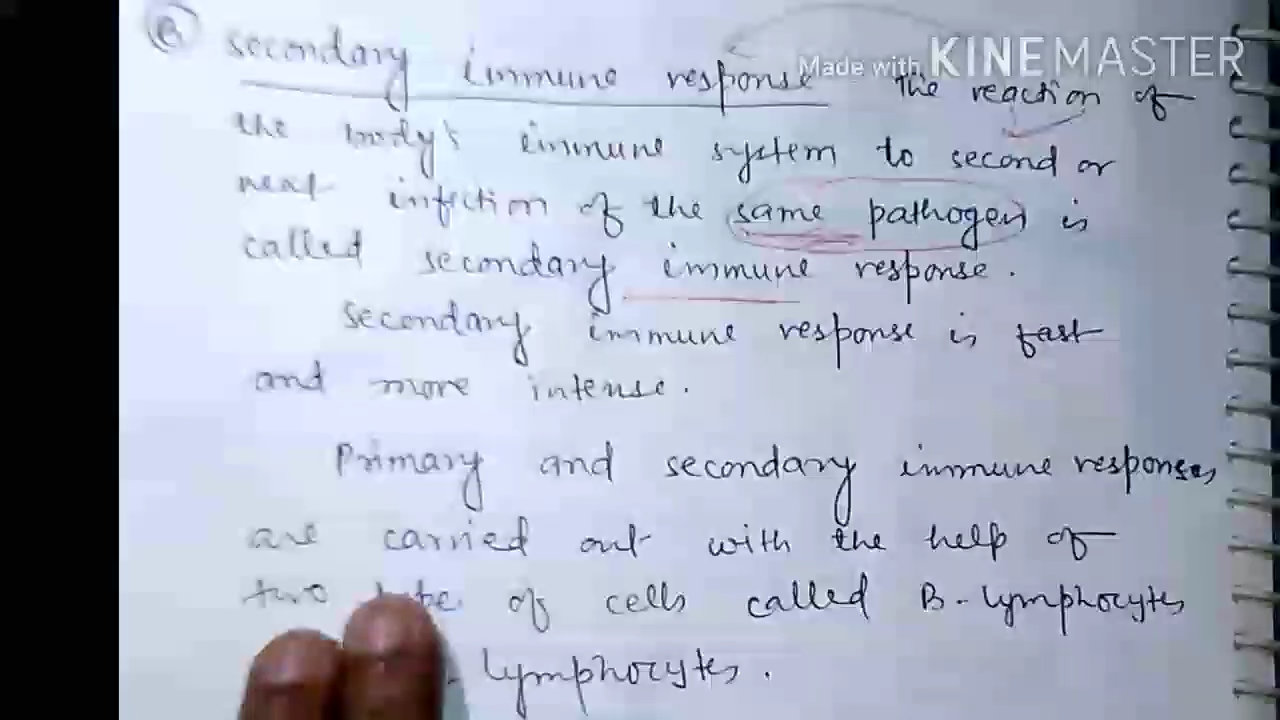 (B) secondary immune response The reaction of
the body's immune system to second or
next infection of the same pathogen is
called secondary immune response.
Secondary immune response is fast
and more intense.
Primary and secondary immune responses
are carried out with the help of
two of cells called B-lymphocytes
- lymphocytes.
Made with KINEMASTER